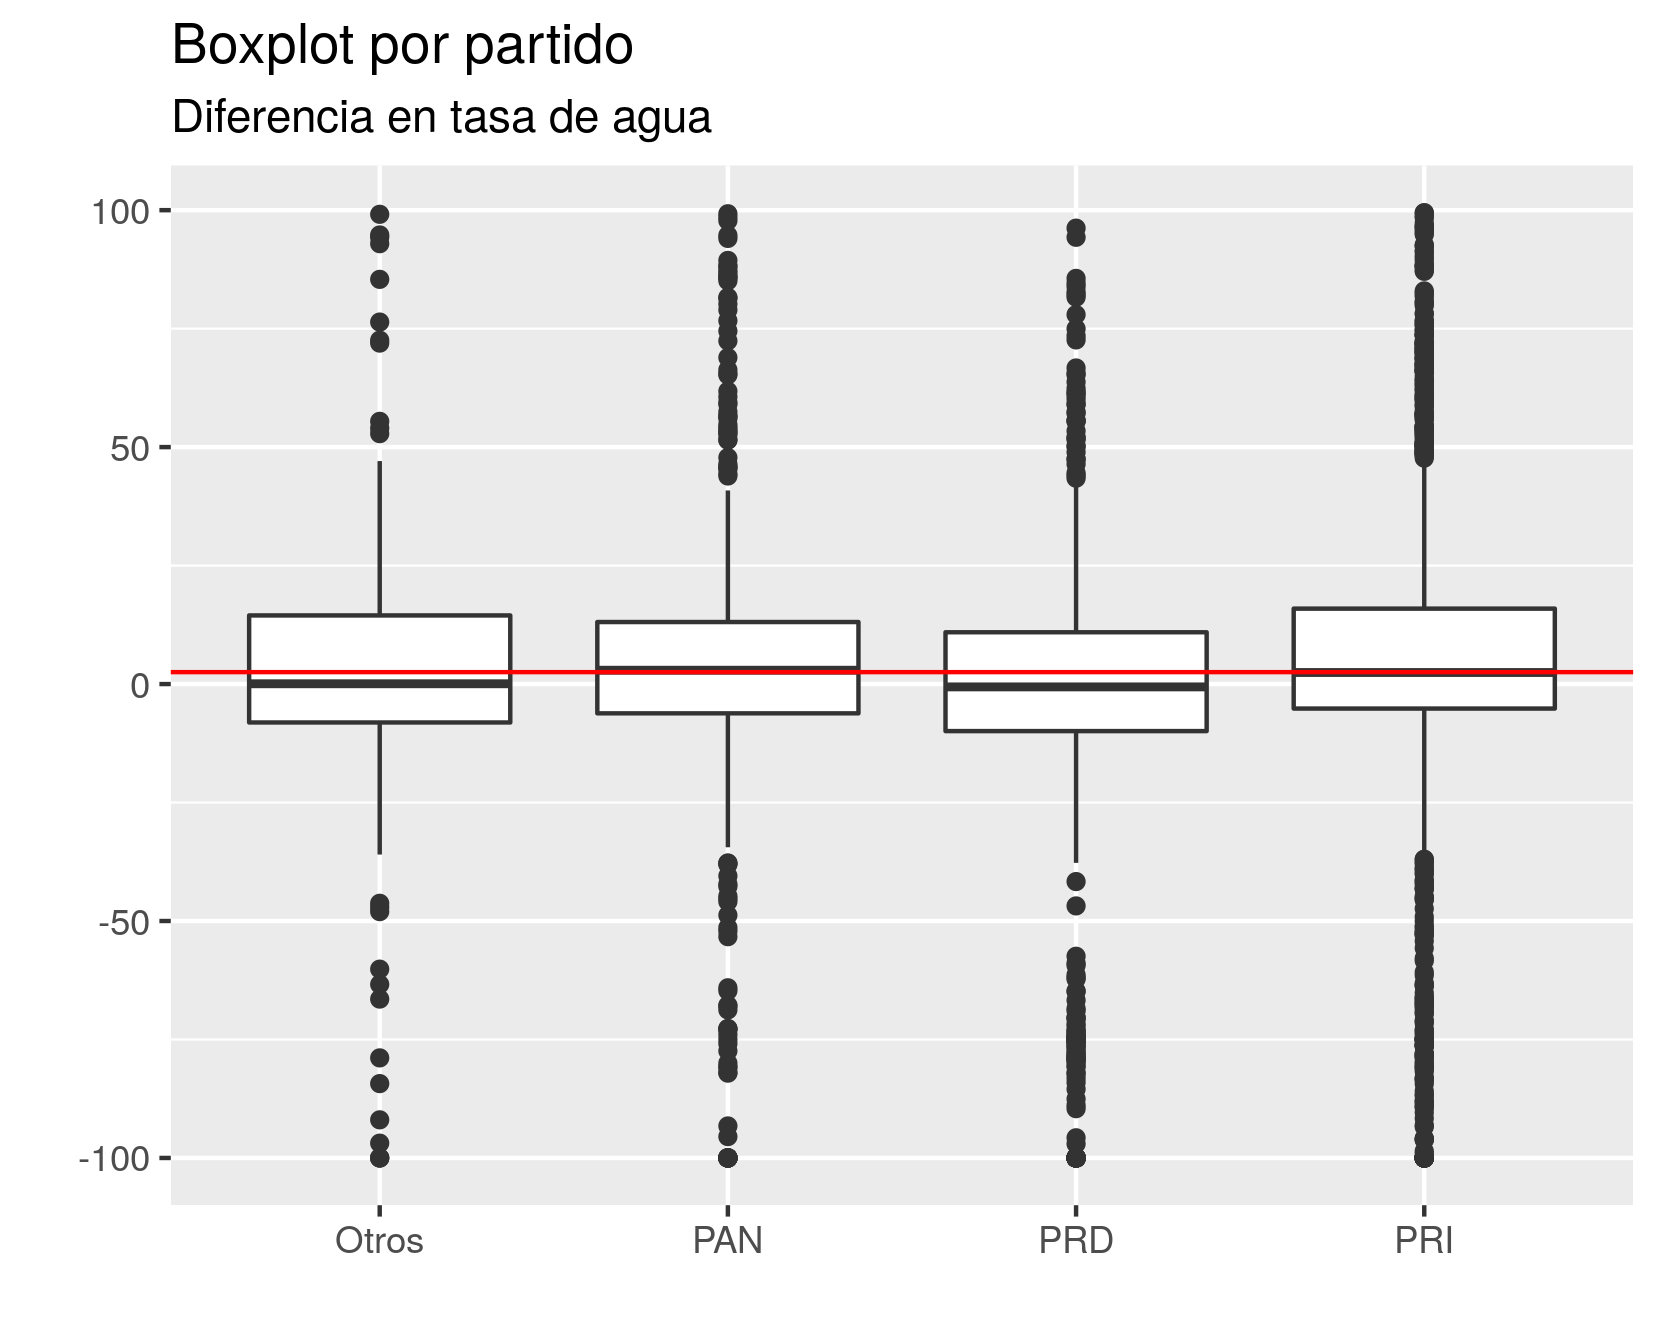 Boxplot por partido
Diferencia en tasa de agua
100
50
0
-50
-100
Otros PAN PRD PRI